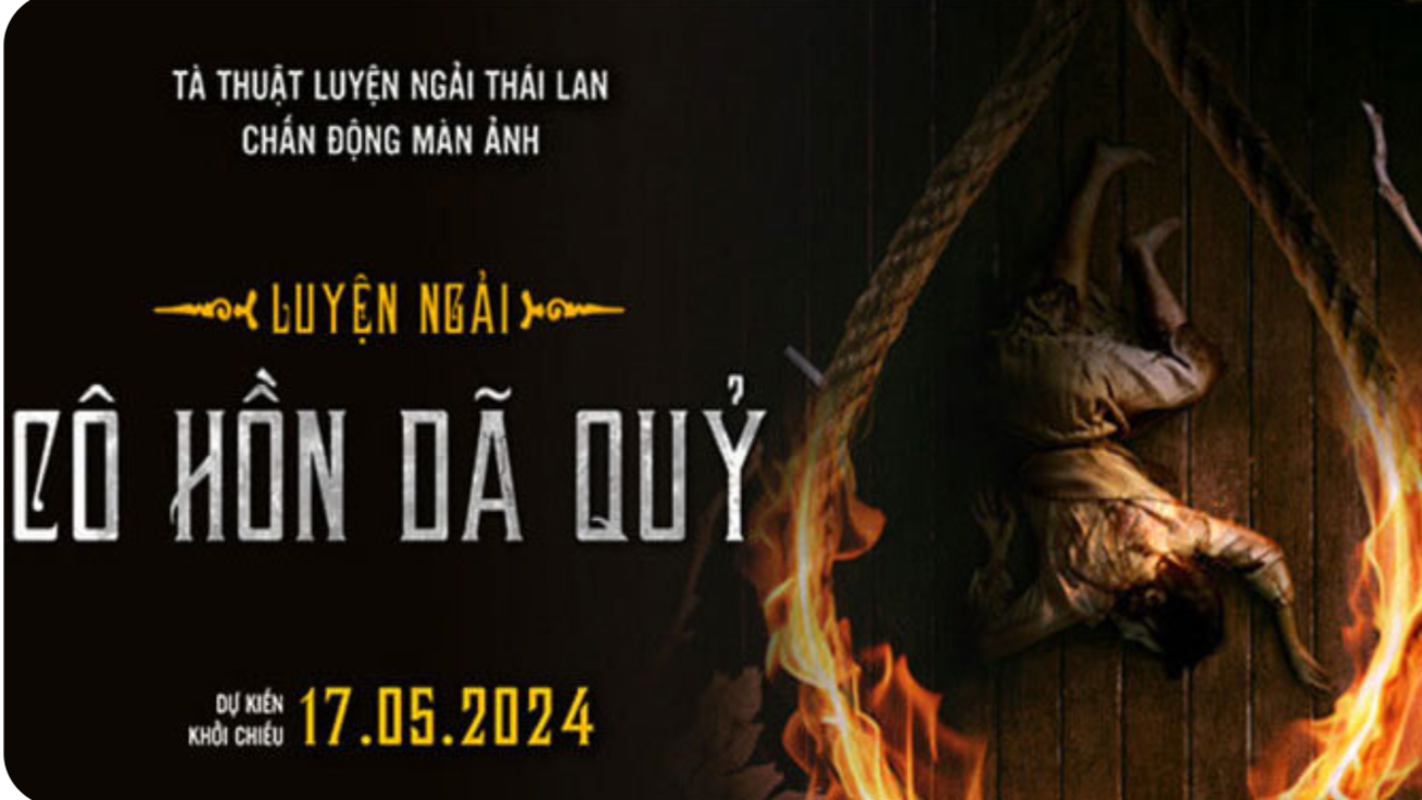 TÀ THUẬT LUYỆN NGẢI THÁI LAN
CHẤN ĐỘNG MÀN ẢNH
LUYỆN NGẢI
CÔ HỒN DÃ QUỶ
DỰ KIẾN
KHỞI CHIẾU
17.05.2024